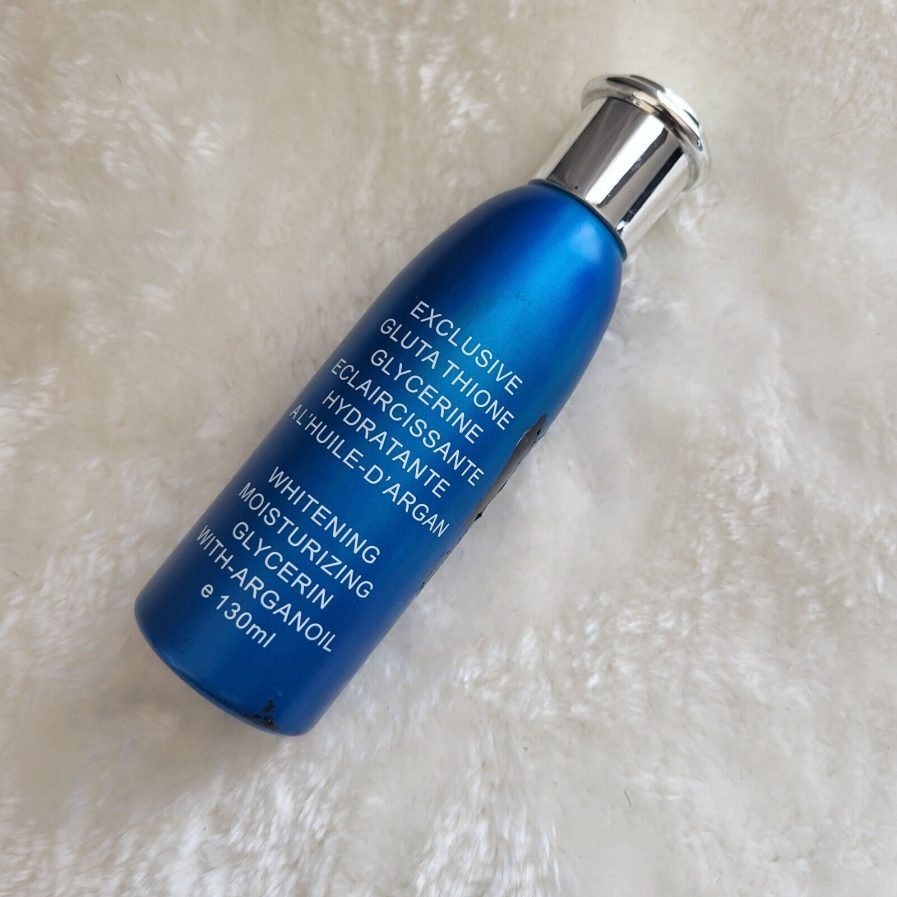 EXCLUSIVE
GLUTA THIONE
GLYCERINE
ECLAIRCISSANTE
HYDRATANTE
A L'HUILE-D'ARGAN
WHITENING
MOISTURIZING
GLYCERIN
WITH-ARGANOIL
e 130ml